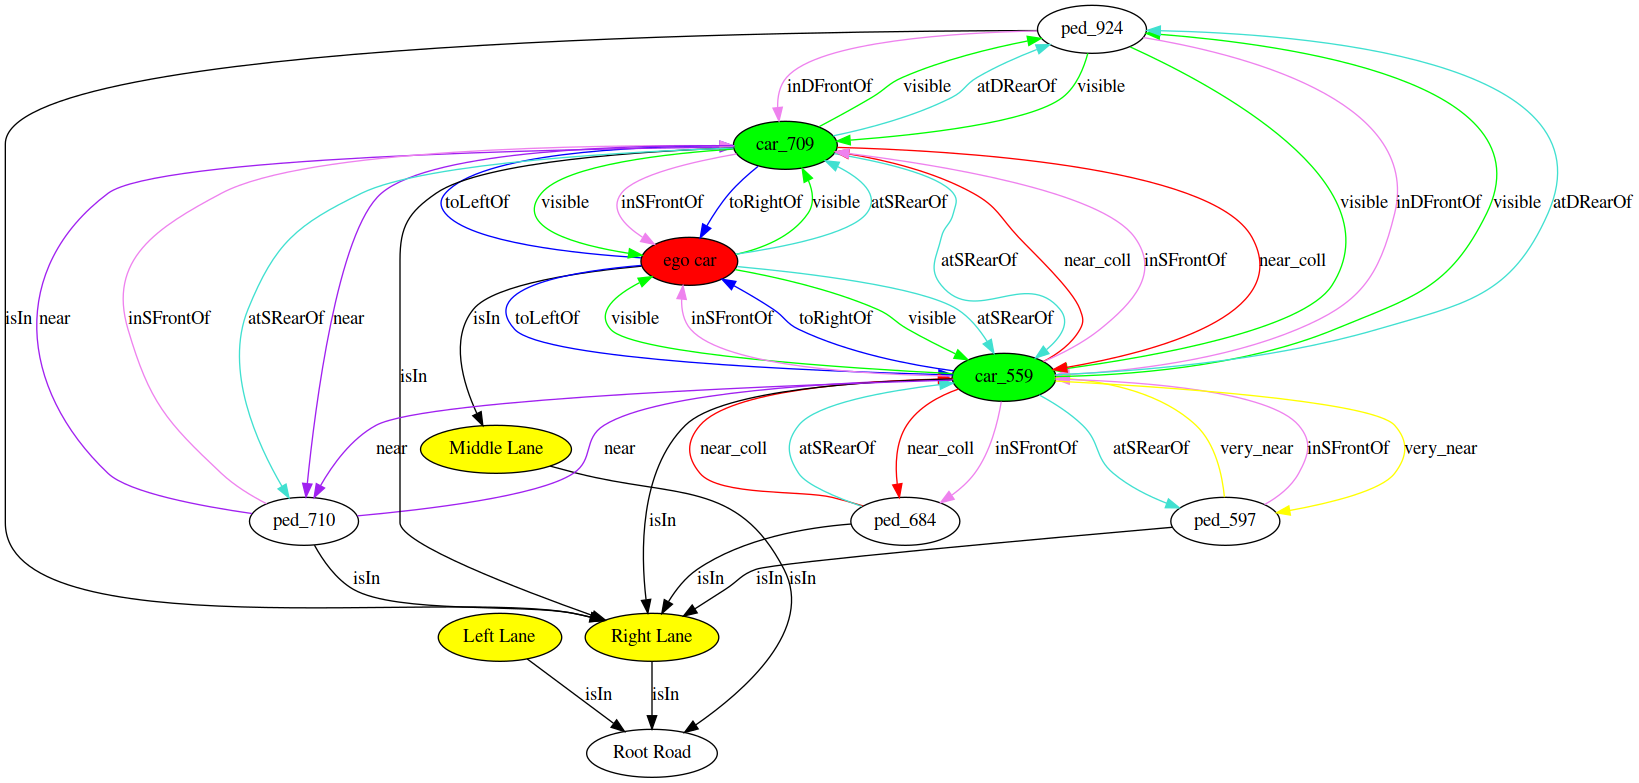 ped_924
inDFrontOf visible atDRearOf visible
car_709
toLeftOf visible inSFrontOf toRightOf visible atSRearOf visible inDFrontOf visible atDRearOf
ego car atSRearOf near_coll inSFrontOf near_coll
isIn near inSFrontOf atSRearOf near isIn toLeftOf visible inSFrontOf toRightOf visible atSRearOf
isIn car_559
Middle Lane
near near near_coll atSRearOf near_coll inSFrontOf atSRearOf very_near inSFrontOf very_near
ped_710 isIn ped_684 ped_597
isIn isIn isIn isIn
Left Lane Right Lane
isIn isIn
Root Road